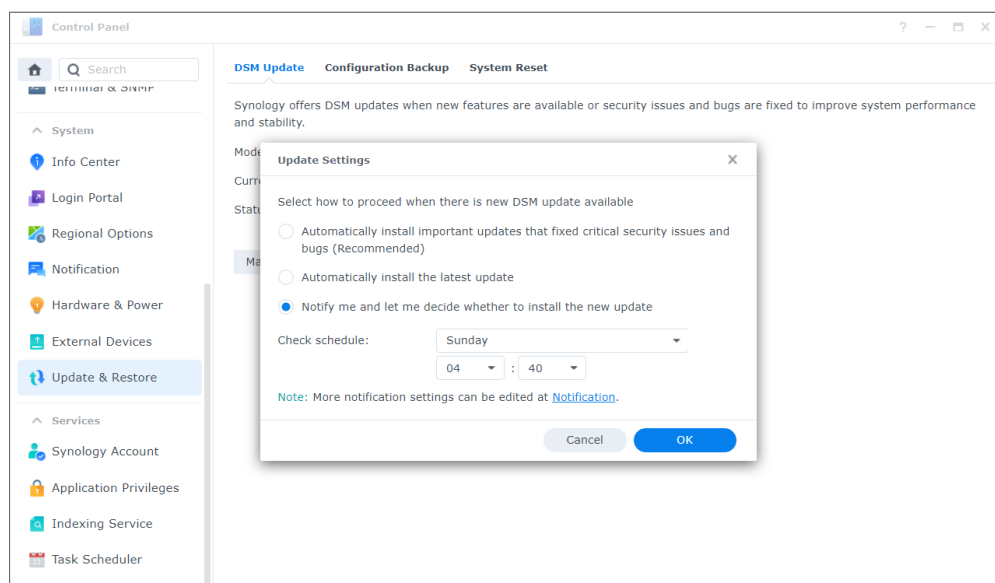 Control Panel
?
Search
DSM Update Configuration Backup System Reset
Terminal & SNMP
Synology offers DSM updates when new features are available or security issues and bugs are fixed to improve system performance
and stability.
System
Info Center
Login Portal
Regional Options
Notification
Hardware & Power
External Devices
Update & Restore
Services
Synology Account
Application Privileges
Indexing Service
Task Scheduler
Mode
Curr
Statu
Ma
Update Settings
X
Select how to proceed when there is new DSM update available
Automatically install important updates that fixed critical security issues and
bugs (Recommended)
Automatically install the latest update
Notify me and let me decide whether to install the new update
Check schedule: Sunday
04 : 40
Note: More notification settings can be edited at Notification.
Cancel OK